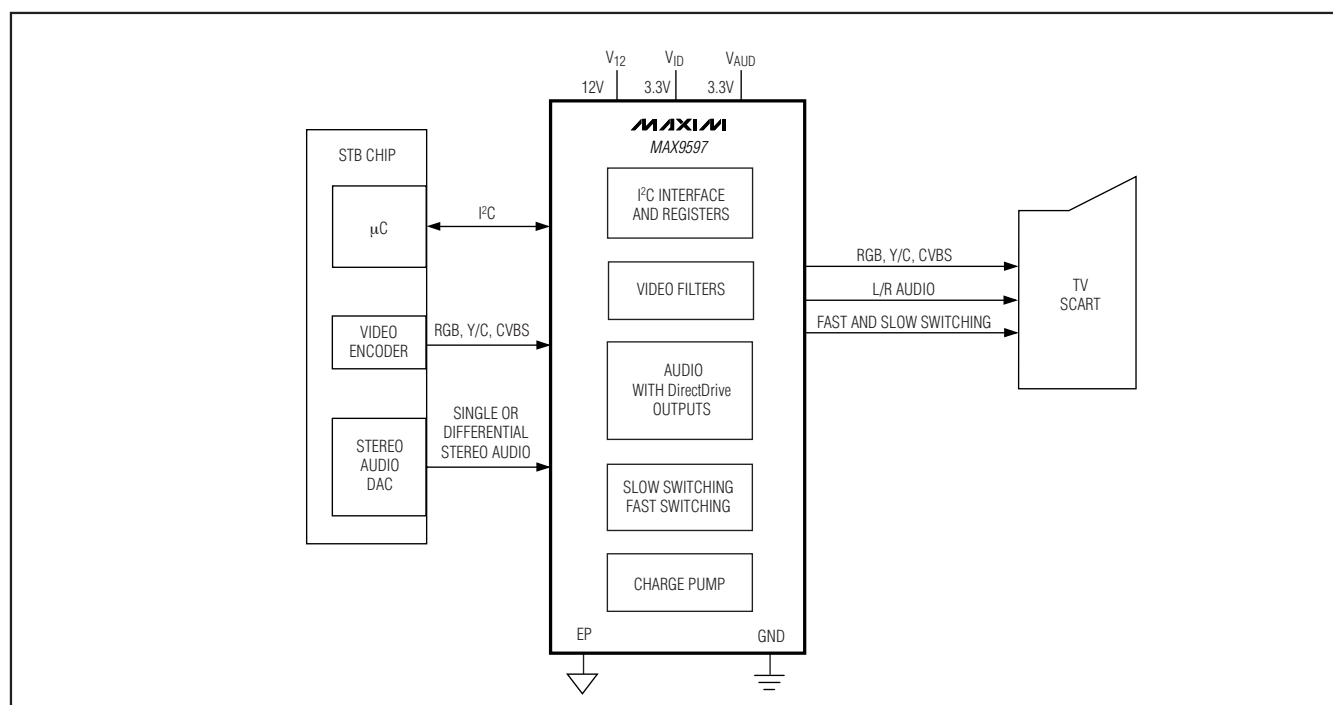 V12
VID
VAUD
12V
3.3V
3.3V
MAXIM
MAX9597
STB CHIP
μC
I²C
I²C INTERFACE
AND REGISTERS
VIDEO
ENCODER
RGB, Y/C, CVBS
VIDEO FILTERS
STEREO
AUDIO
DAC
SINGLE OR
DIFFERENTIAL
STEREO AUDIO
AUDIO
WITH DirectDrive
OUTPUTS
SLOW SWITCHING
FAST SWITCHING
CHARGE PUMP
EP
GND
RGB, Y/C, CVBS
L/R AUDIO
FAST AND SLOW SWITCHING
TV
SCART